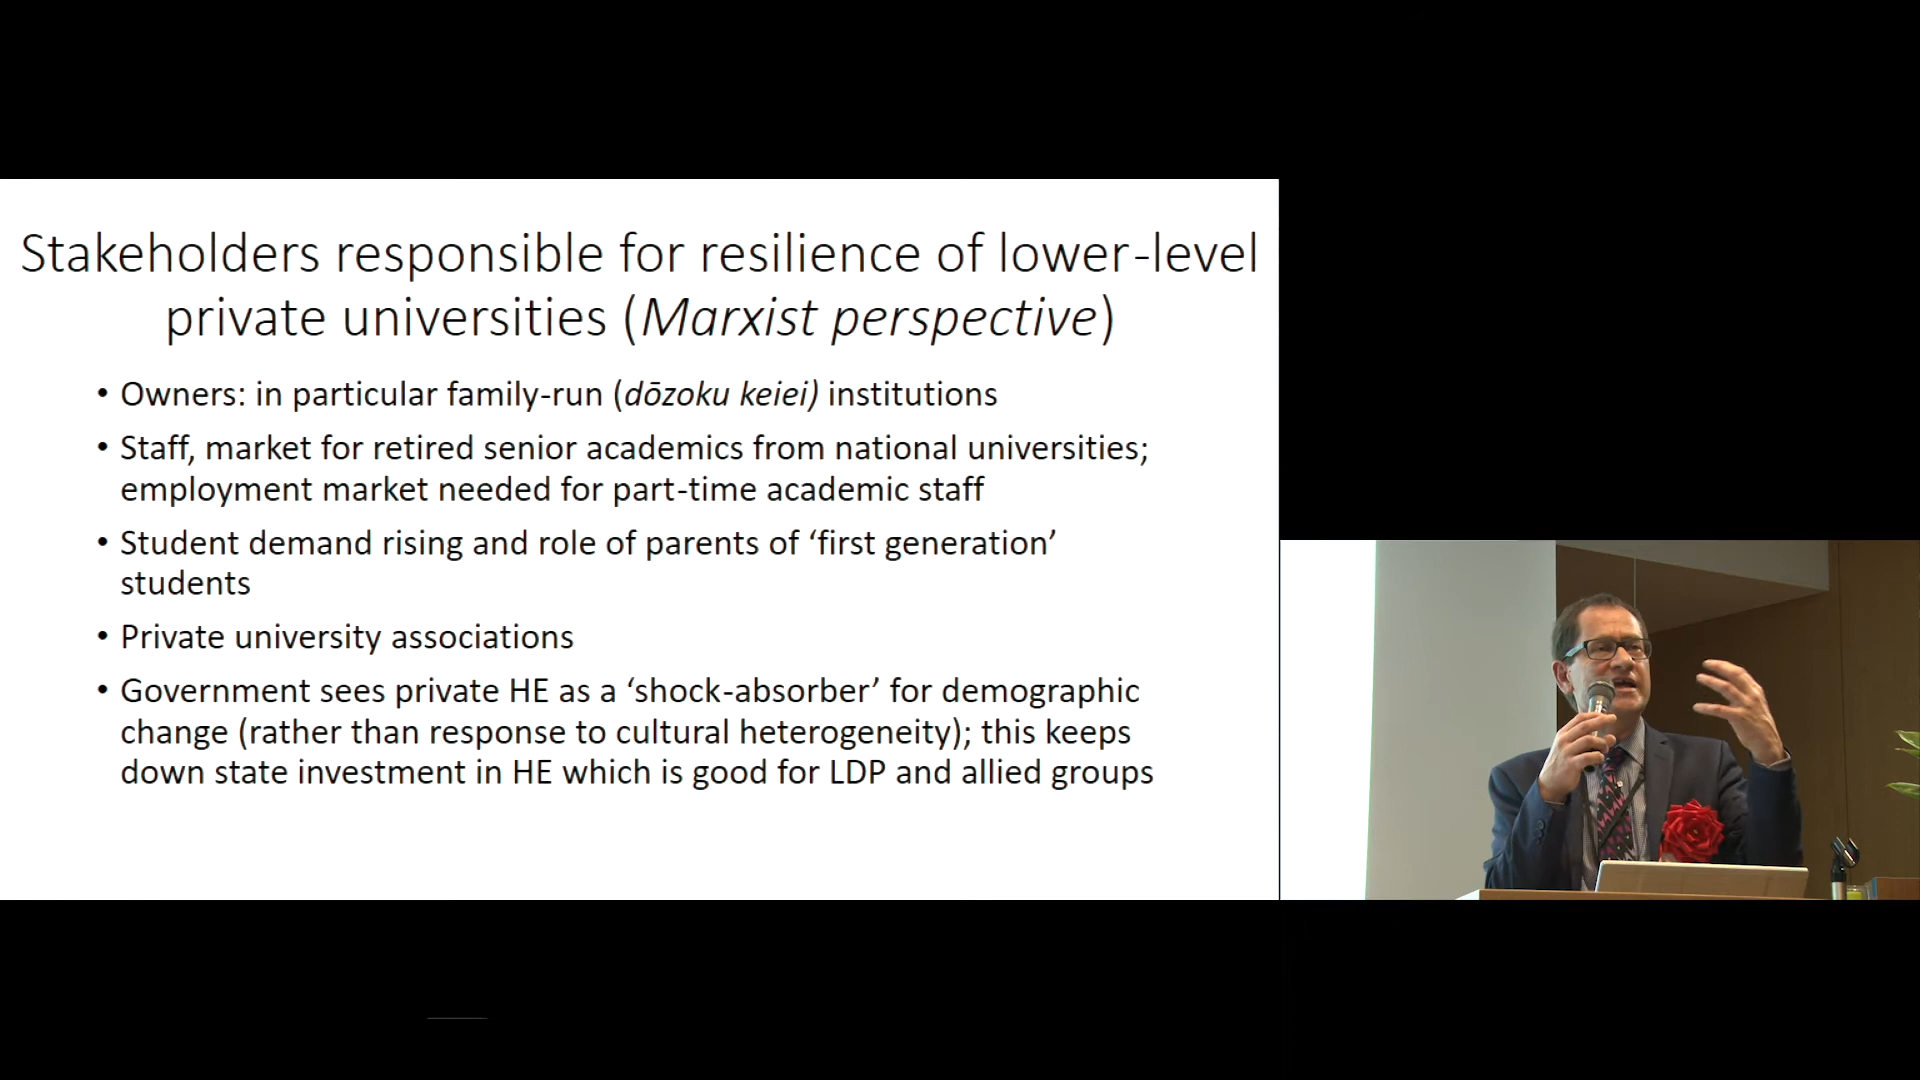 Stakeholders responsible for resilience of lower-level
private universities (Marxist perspective)
• Owners: in particular family-run (dōzoku keiei) institutions
• Staff, market for retired senior academics from national universities;
employment market needed for part-time academic staff
• Student demand rising and role of parents of ‘first generation’
students
• Private university associations
• Government sees private HE as a ‘shock-absorber’ for demographic
change (rather than response to cultural heterogeneity); this keeps
down state investment in HE which is good for LDP and allied groups